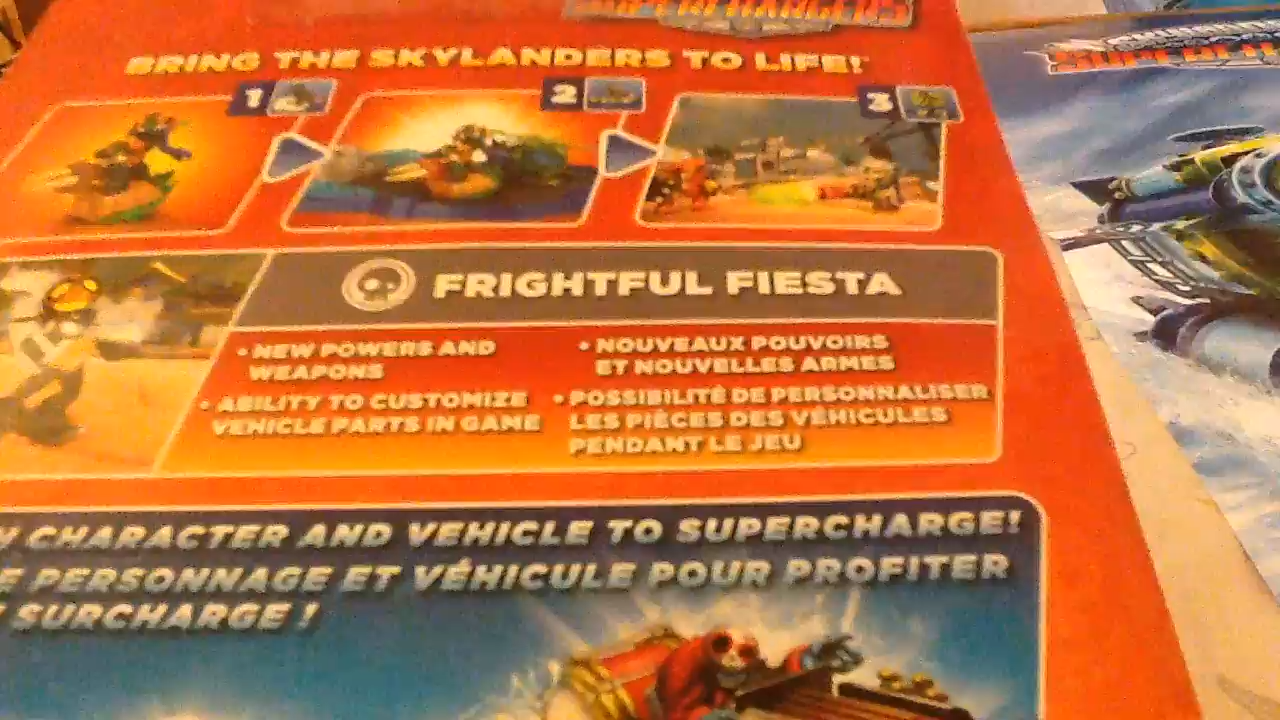 SUPERCHARGERS
BRING THE SKYLANDERS TO LIFE!
1
2
3
FRIGHTFUL FIESTA
• NEW POWERS AND
WEAPONS
• ABILITY TO CUSTOMIZE
VEHICLE PARTS IN GAME
• NOUVEAUX POUVOIRS
ET NOUVELLES ARMES
• POSSIBILITÉ DE PERSONNALISER
LES PIÈCES DES VÉHICULES
PENDANT LE JEU
CHARACTER AND VEHICLE TO SUPERCHARGE!
PERSONNAGE ET VÉHICULE POUR PROFITER
SURCHARGE !